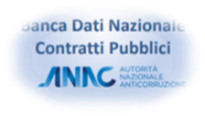 Banca Dati Nazionale
Contratti Pubblici
ANAC
AUTORITÀ
NAZIONALE
ANTICORRUZIONE